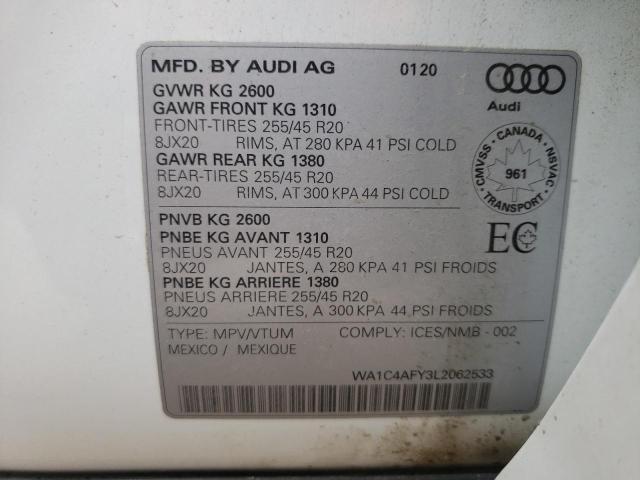 MFD. BY AUDI AG 0120
Audi
GVWR KG 2600
GAWR FRONT KG 1310
FRONT-TIRES 255/45 R20
8JX20 RIMS, AT 280 KPA 41 PSI COLD
GAWR REAR KG 1380
REAR-TIRES 255/45 R20
8JX20 RIMS, AT 300 KPA 44 PSI COLD
CMVSS - CANADA - NSVAC
961
TRANSPORT
PNVB KG 2600
PNBE KG AVANT 1310
PNEUS AVANT 255/45 R20
8JX20 JANTES, A 280 KPA 41 PSI FROIDS
PNBE KG ARRIERE 1380
PNEUS ARRIERE 255/45 R20
8JX20 JANTES, A 300 KPA 44 PSI FROIDS
EC
TYPE: MPV/VTUM COMPLY: ICES/NMB - 002
MEXICO / MEXIQUE
WA1C4AFY3L2062533